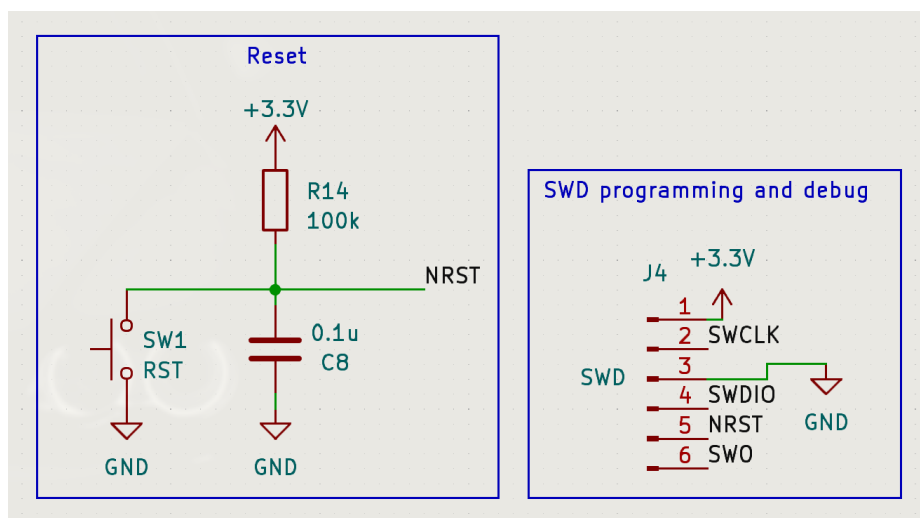 Reset
+3.3V
R14
100k
NRST
SW1
RST
0.1u
C8
GND
GND
SWD programming and debug
J4
+3.3V
SWD
1
2 SWCLK
3
4 SWDIO
5 NRST
6 SWO
GND